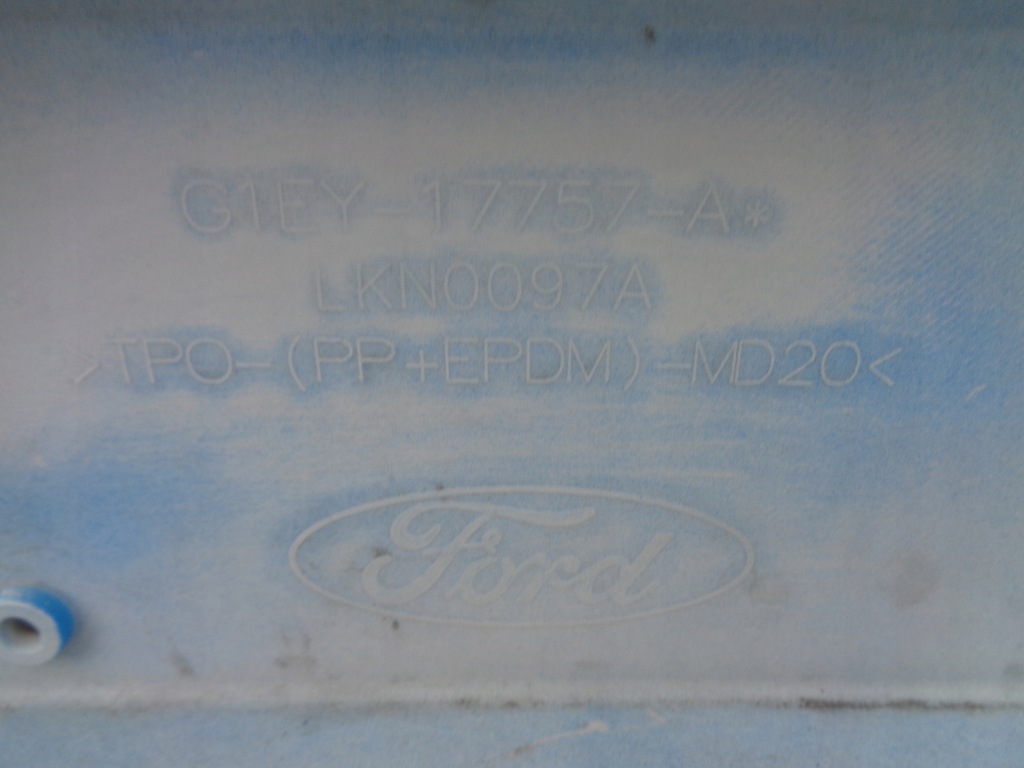 G1EY-17757-A*
LKN0097A
>TPO-(PP+EPDM)-MD20<
Ford